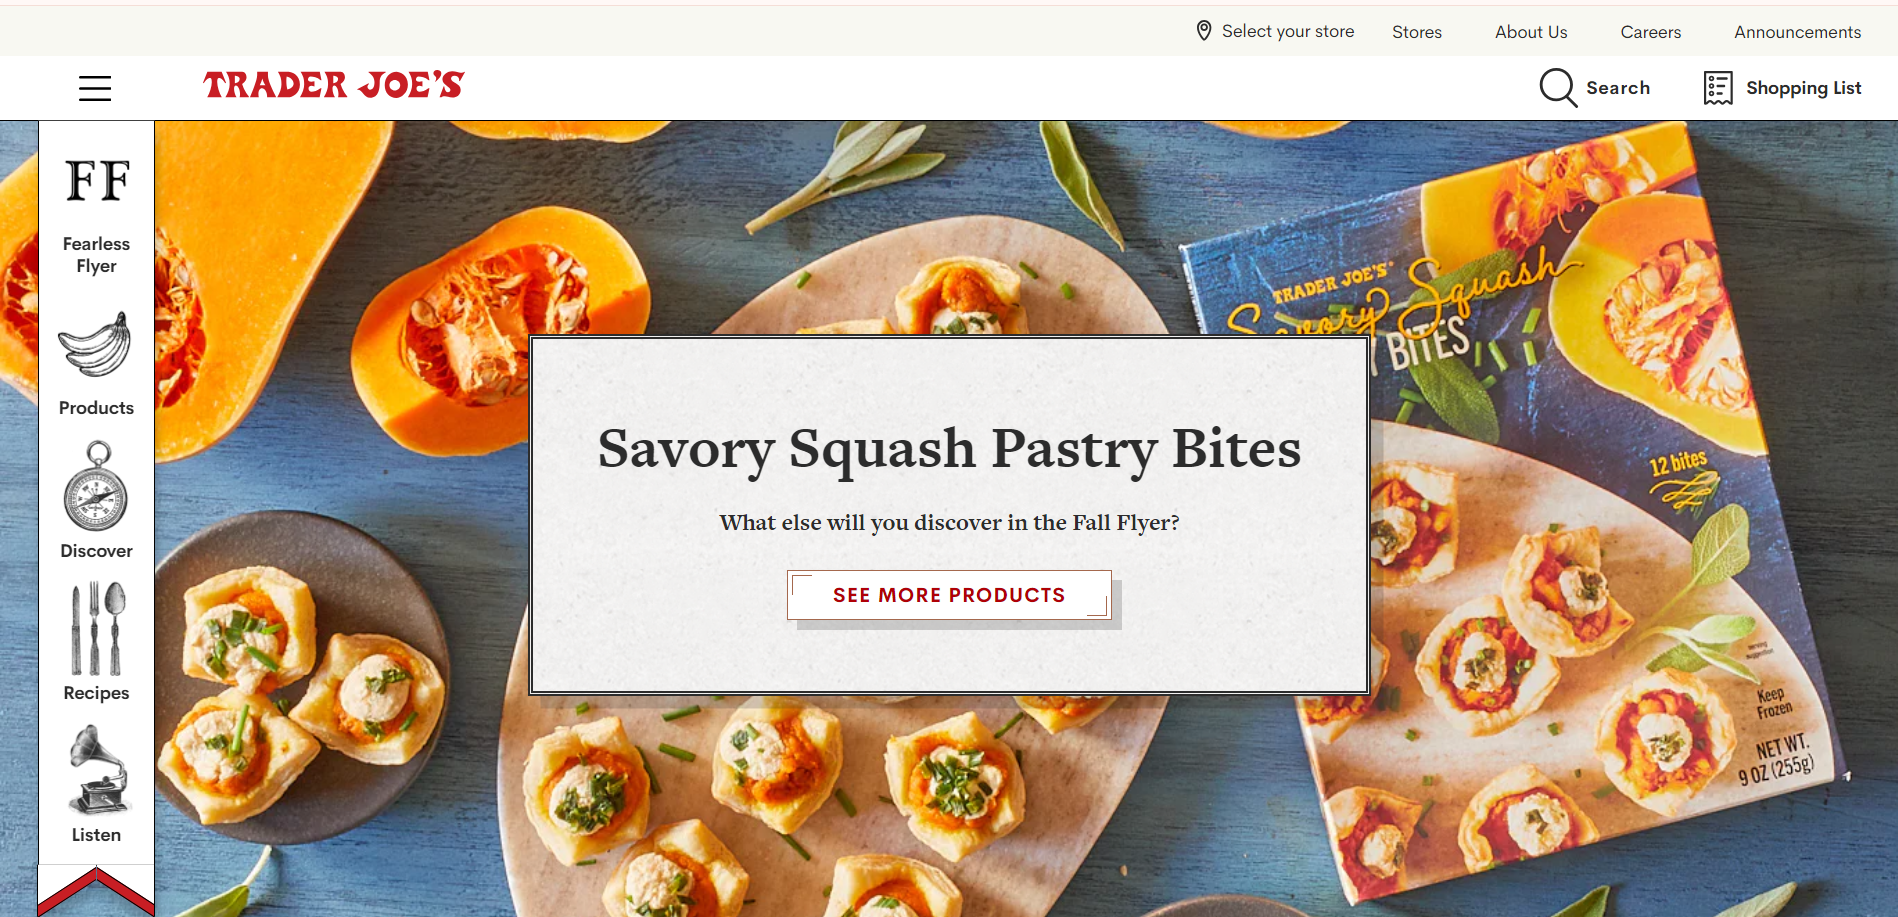 Select your store
Stores
About Us
Careers
Announcements
TRADER JOE'S
Search
Shopping List
FF
Fearless
Flyer
Products
Discover
Recipes
Listen
Savory Squash Pastry Bites
What else will you discover in the Fall Flyer?
SEE MORE PRODUCTS
TRADER JOE'S
Savory Squash
BITES
12 bites
serving
suggestion
Keep
Frozen
NET WT.
9 OZ (255g)